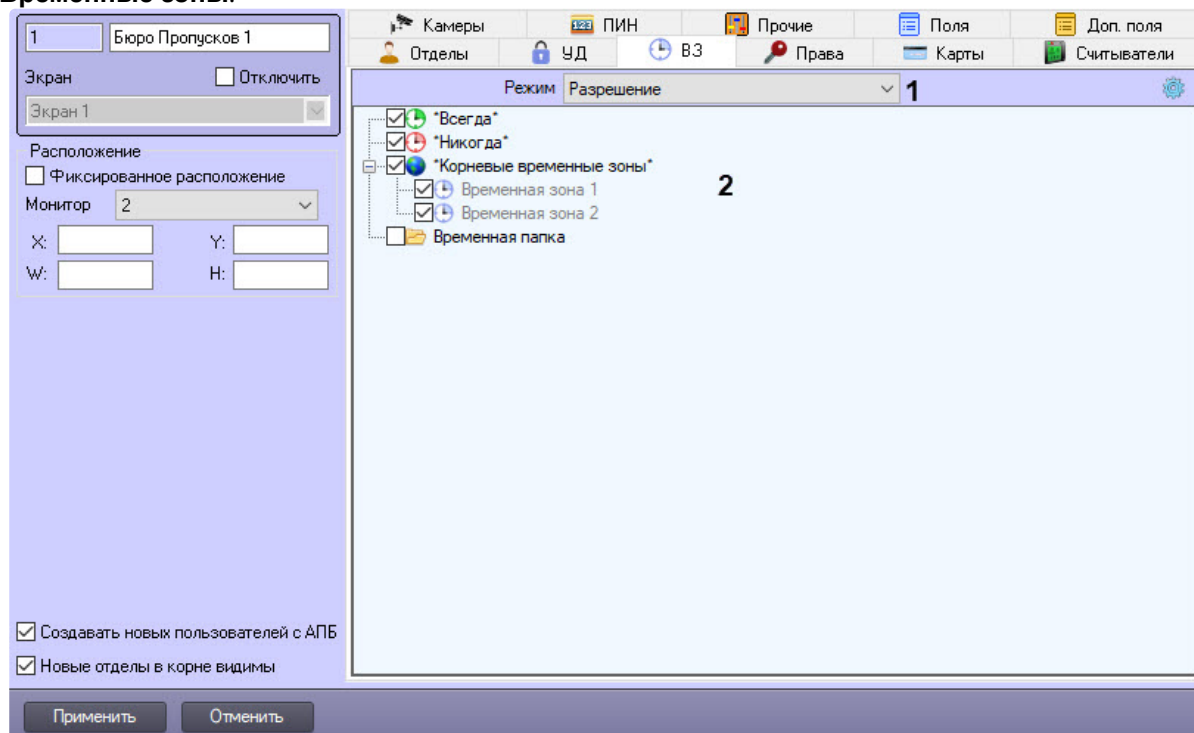 Временные зоны.
1 Бюро Пропусков 1
Экран Отключить
Экран 1
Расположение
Фиксированное расположение
Монитор 2
X: Y:
W: H:
Создавать новых пользователей с АПБ
Новые отделы в корне видимы
Камеры ПИН Прочие Поля Доп. поля
Отделы УД ВЗ Права Карты Считыватели
Режим Разрешение 1
*Всегда*
*Никогда*
*Корневые временные зоны*
Временная зона 1
Временная зона 2
2
Временная папка
Применить Отменить